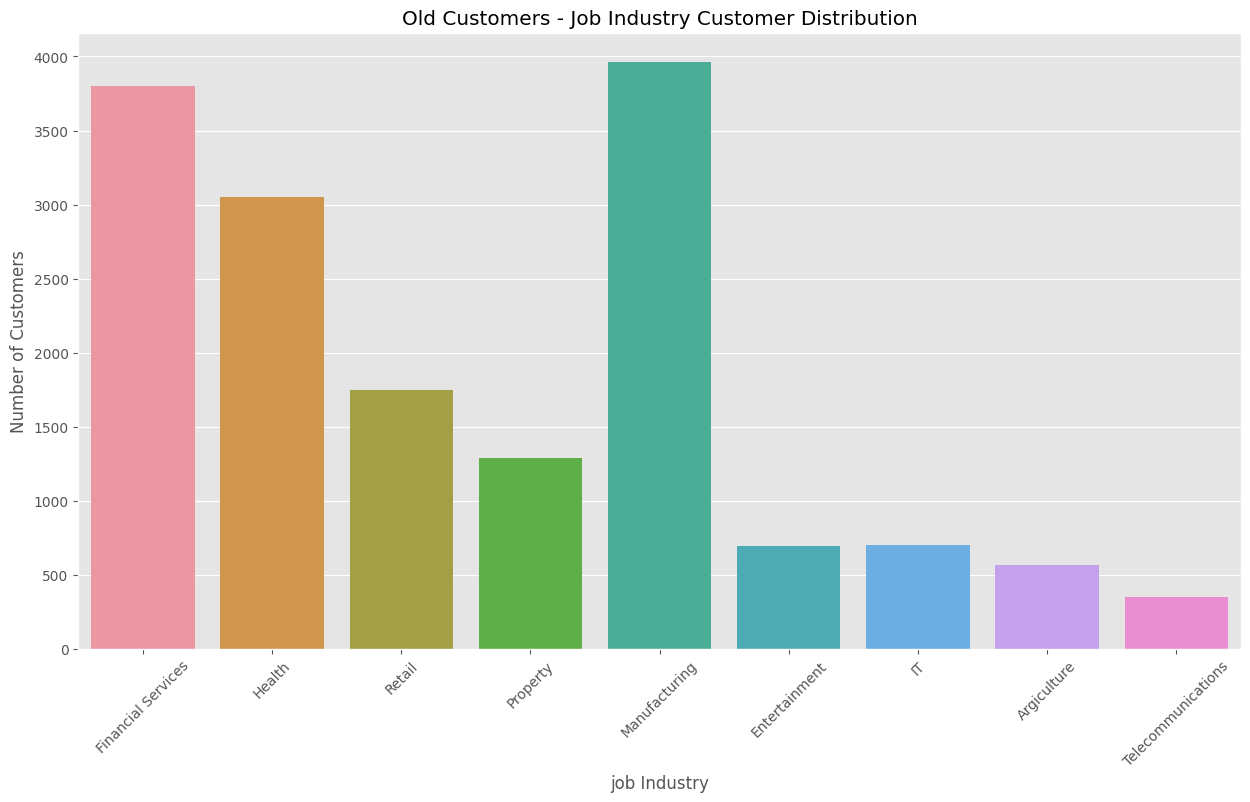 Old Customers - Job Industry Customer Distribution
Number of Customers
4000
3500
3000
2500
2000
1500
1000
500
0
Financial Services
Health
Retail
Property
Manufacturing
Entertainment
IT
Argiculture
Telecommunications
job Industry